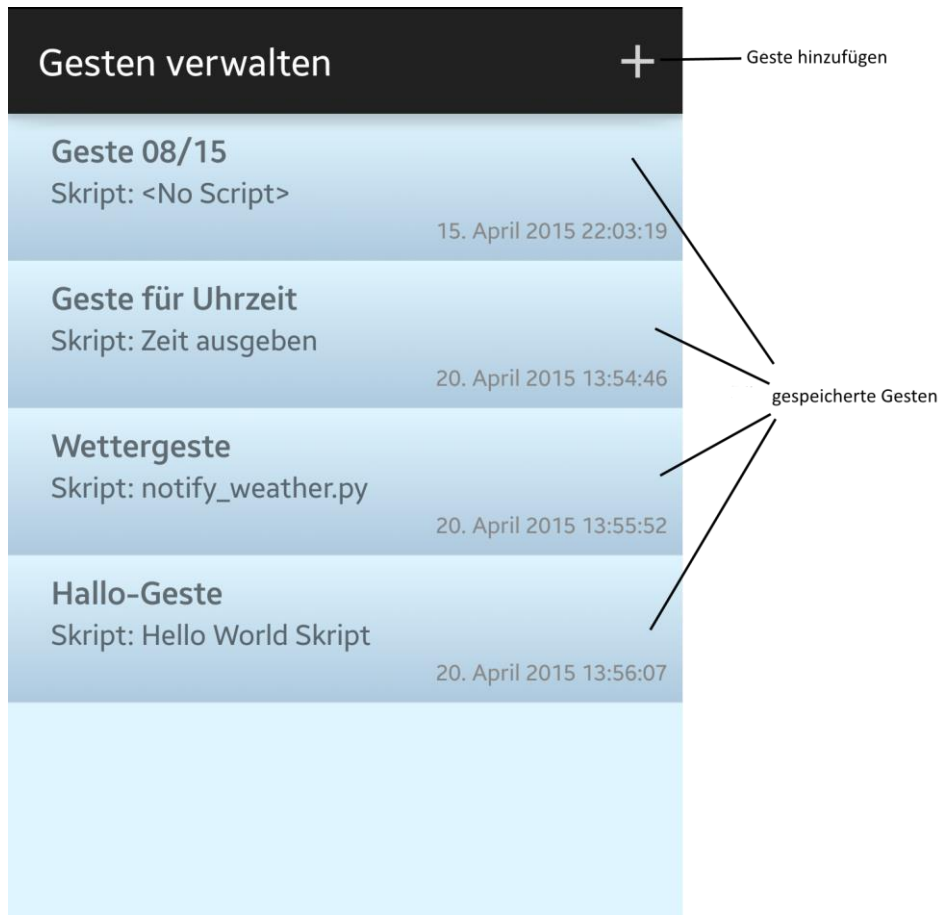 Gesten verwalten
+
Geste hinzufügen
Geste 08/15
Skript: <No Script>
15. April 2015 22:03:19
Geste für Uhrzeit
Skript: Zeit ausgeben
20. April 2015 13:54:46
gespeicherte Gesten
Wettergeste
Skript: notify_weather.py
20. April 2015 13:55:52
Hallo-Geste
Skript: Hello World Skript
20. April 2015 13:56:07